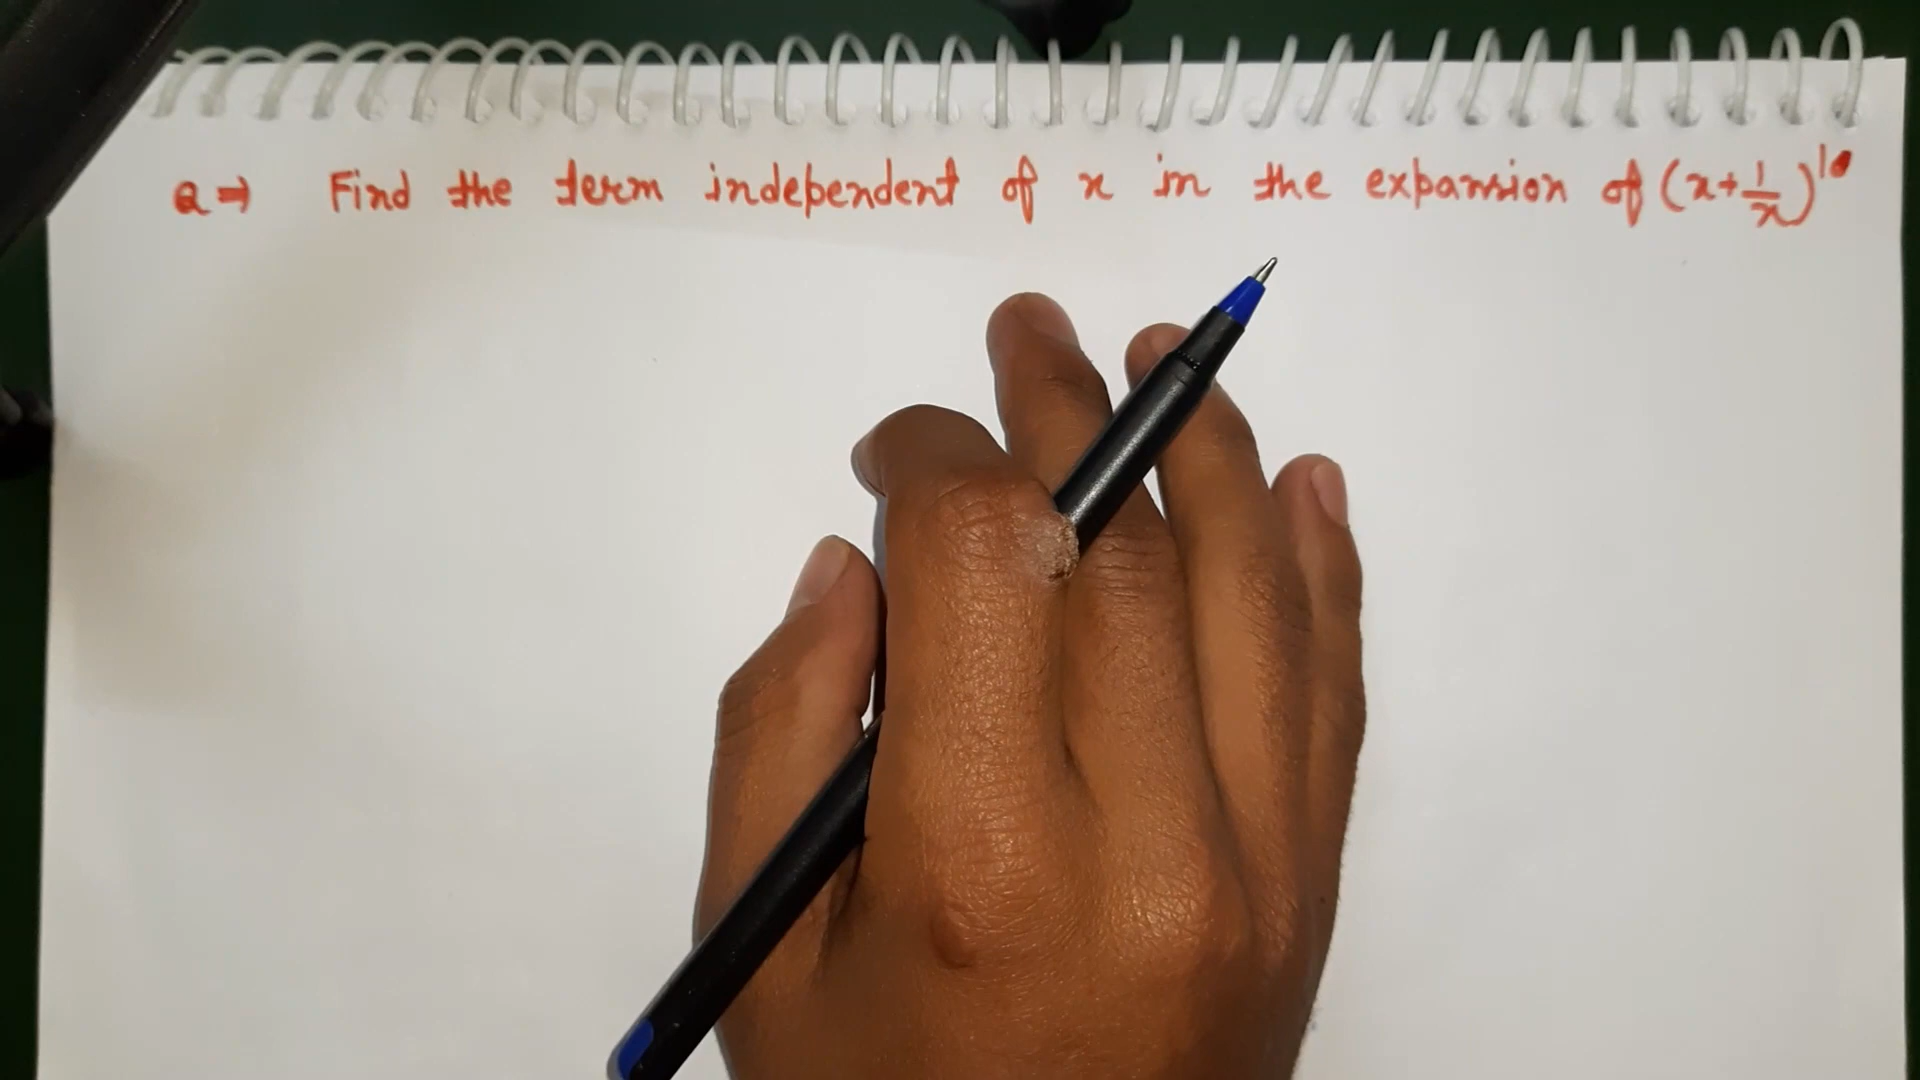 Q ⇒ Find the term independent of x in the expansion of (x+1/x)^10